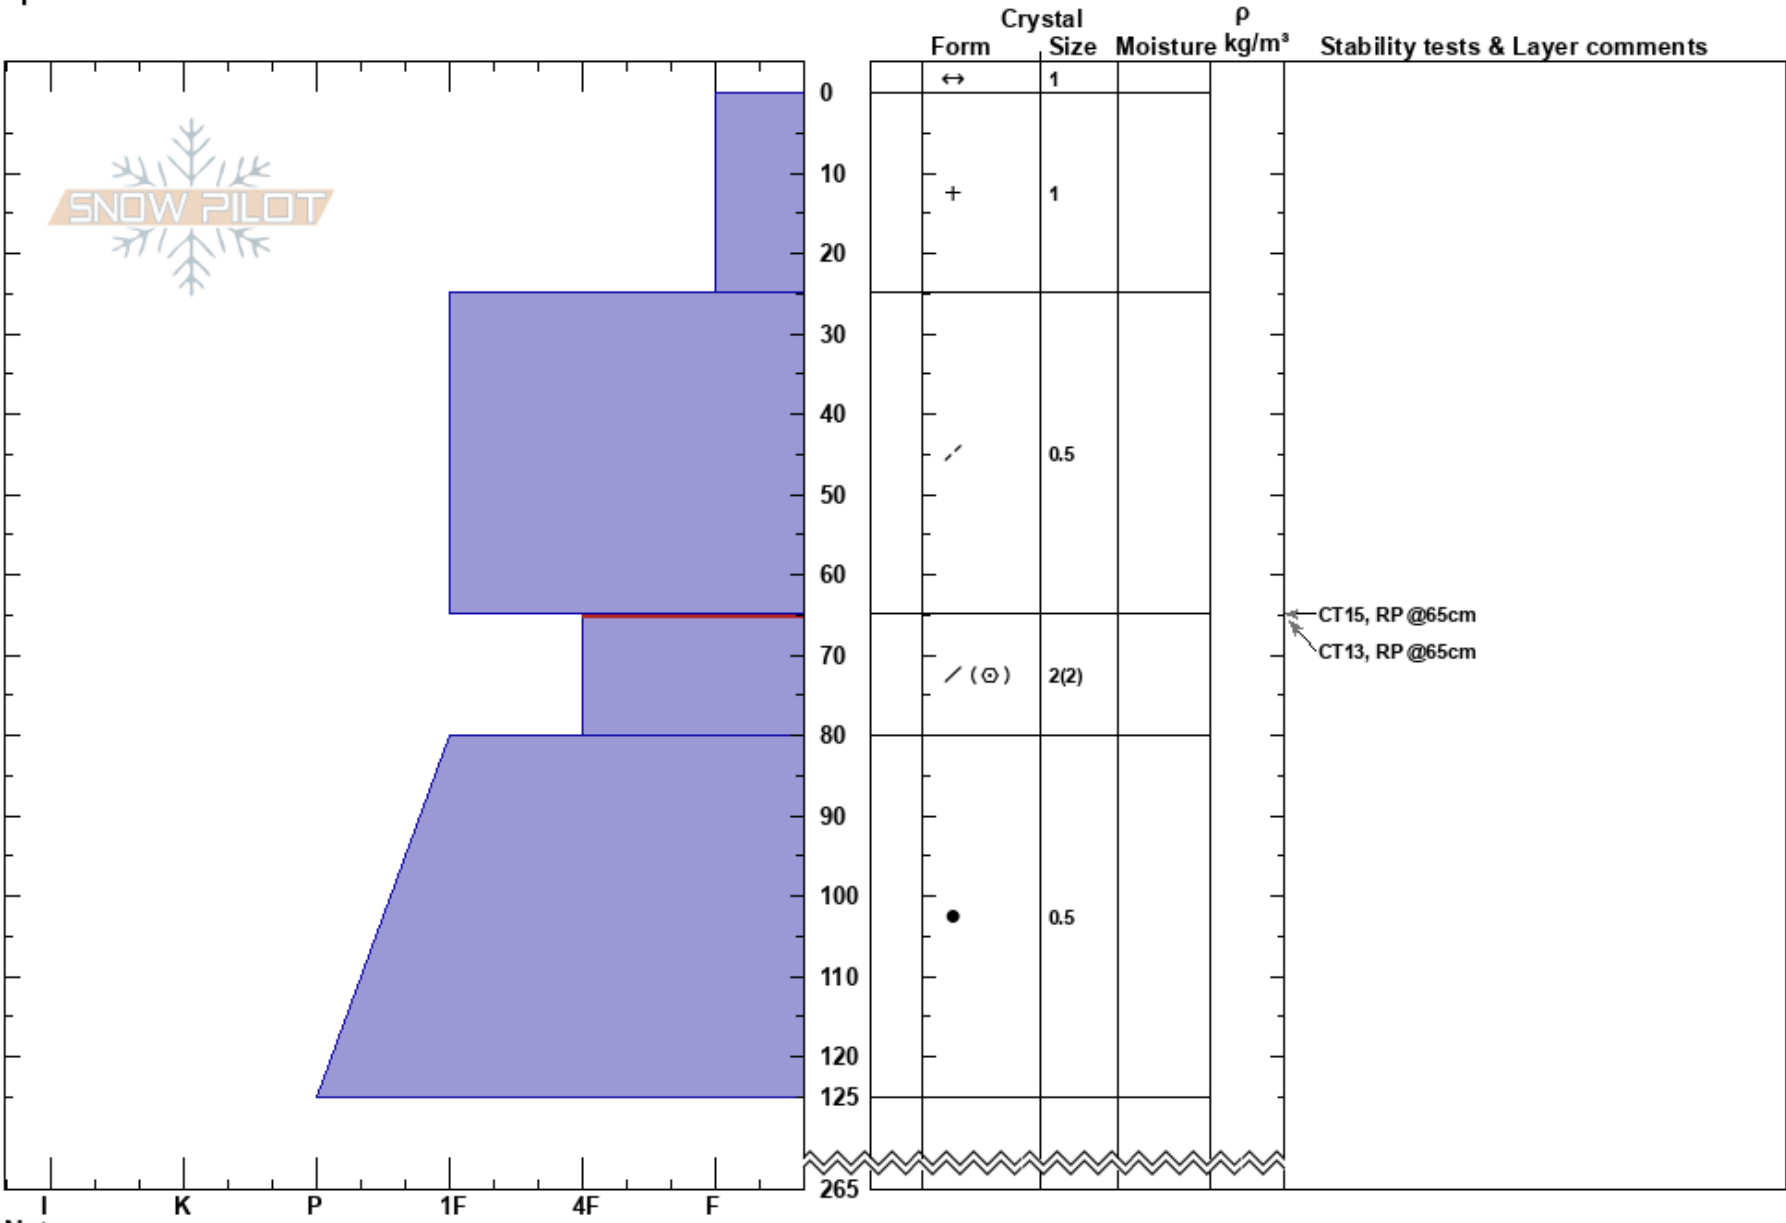 Crystal ρ
Form Size Moisture kg/m³ Stability tests & Layer comments
↔ 1
0
SNOW PILOT
10
+ 1
20
30
40
0.5
50
60
CT15, RP @65cm
CT13, RP @65cm
70
( ) 2(2)
80
90
100
● 0.5
110
120
125
265
I K P 1F 4F F